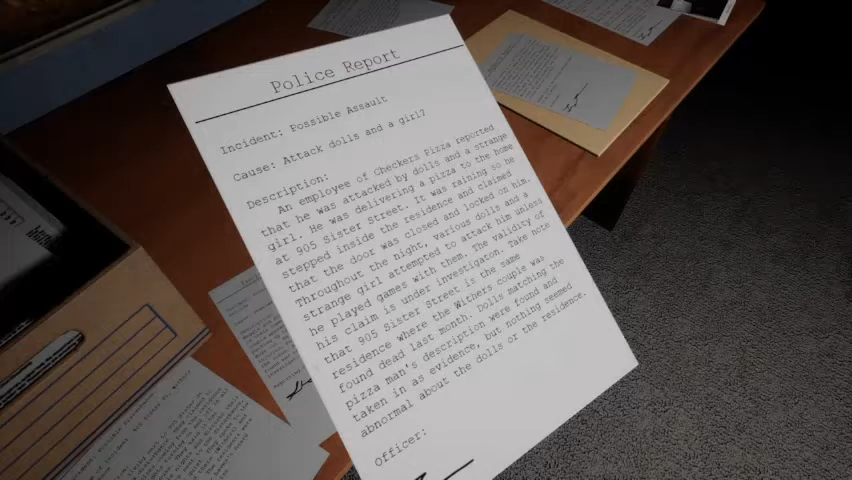 Police Report
Incident: Possible Assault
Cause: Attack dolls and a girl?
Description:
An employee of Checkers Pizza reported
that he was attacked by dolls and a strange
girl. He was delivering a pizza to the home
at 905 Sister Street. It was raining so he
stepped inside the residence and claimed
that the door was closed and locked on him.
Throughout the night, various dolls and a
strange girl attempted to attack him unless
he played games with them. The validity of
his claim is under investigaton. Take note
that 905 Sister Street is the same
residence where the Withers couple was
found dead last month. Dolls matching the
pizza man's description were found and
taken in as evidence, but nothing seemed
abnormal about the dolls or the residence.
Officer: